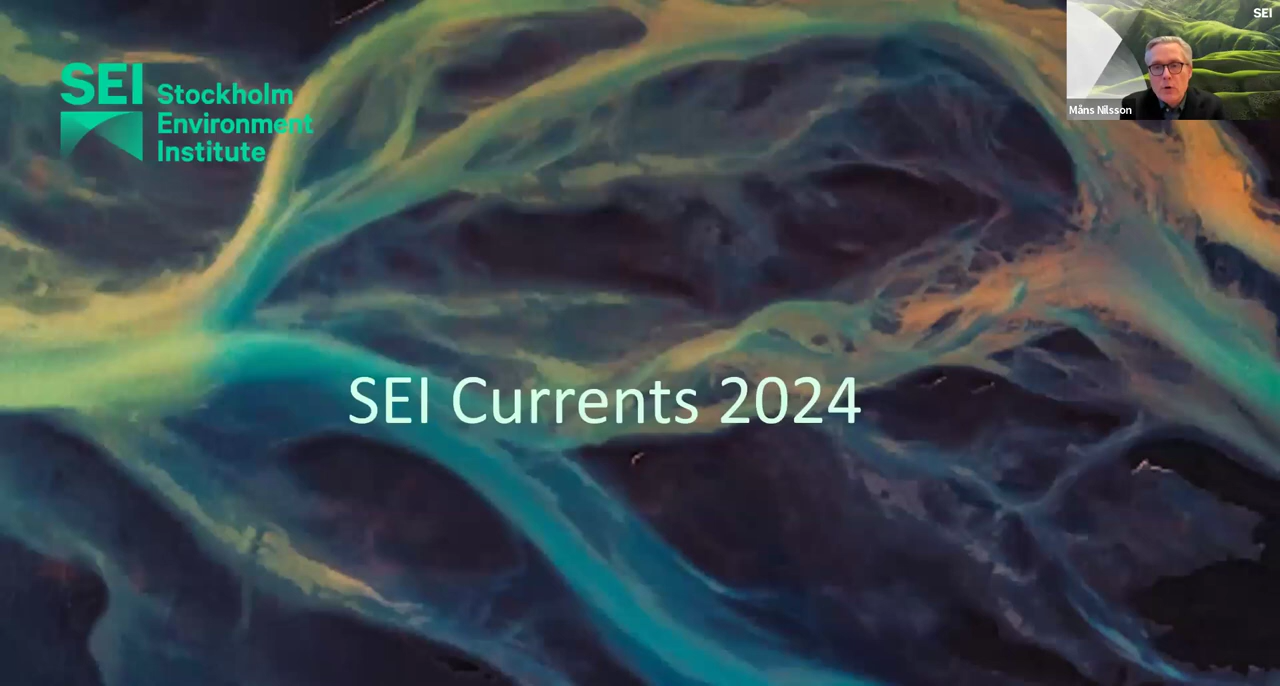 SEI
Stockholm
Environment
Institute
SEI
Måns Nilsson
SEI Currents 2024